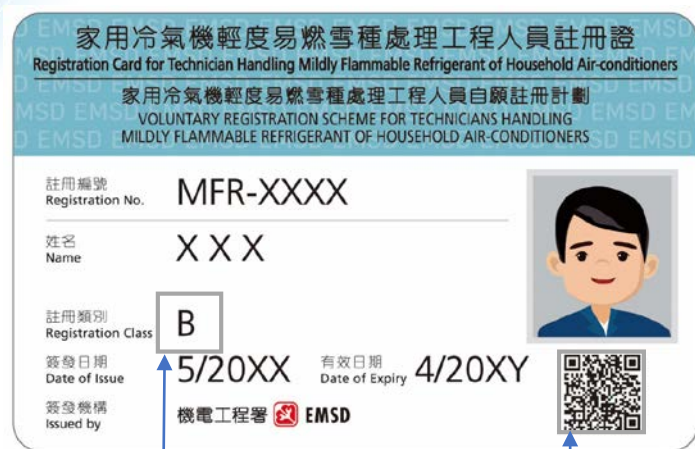 家用冷氣機輕度易燃雪種處理工程人員註冊證
Registration Card for Technician Handling Mildly Flammable Refrigerant of Household Air-conditioners
家用冷氣機輕度易燃雪種處理工程人員自願註冊計劃
VOLUNTARY REGISTRATION SCHEME FOR TECHNICIANS HANDLING
MILDLY FLAMMABLE REFRIGERANT OF HOUSEHOLD AIR-CONDITIONERS
註冊編號
Registration No. MFR-XXXX
姓名
Name X X X
註冊類別
Registration Class B
簽發日期 有效日期
Date of Issue 5/20XX Date of Expiry 4/20XY
簽發機構
Issued by 機電工程署 EMSD